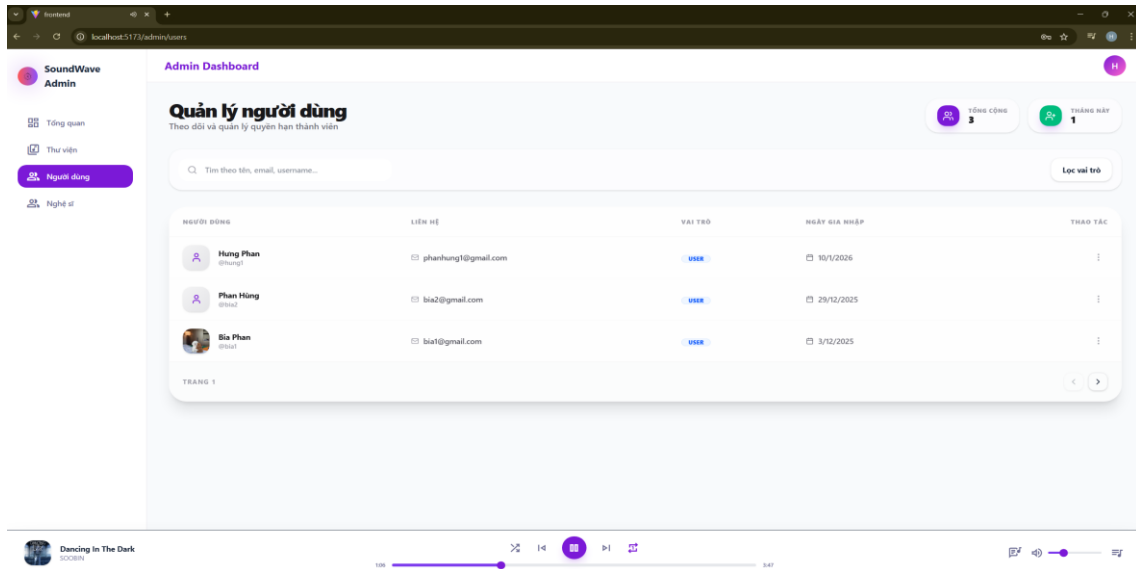 frontend
localhost:5173/admin/users
H
SoundWave
Admin
Admin Dashboard
H
Tổng quan
Thư viện
Người dùng
Nghệ sĩ
Quản lý người dùng
Theo dõi và quản lý quyền hạn thành viên
TỔNG CỘNG
3
THÁNG NÀY
1
Tìm theo tên, email, username...
Lọc vai trò
NGƯỜI DÙNG LIÊN HỆ VAI TRÒ NGÀY GIA NHẬP THAO TÁC
Hưng Phan
@hung1
phanhung1@gmail.com USER 10/1/2026
Phan Hùng
@bia2
bia2@gmail.com USER 29/12/2025
Bia Phan
@bia1
bia1@gmail.com USER 3/12/2025
TRANG 1
Dancing In The Dark
SOOBIN
1:06 3:47